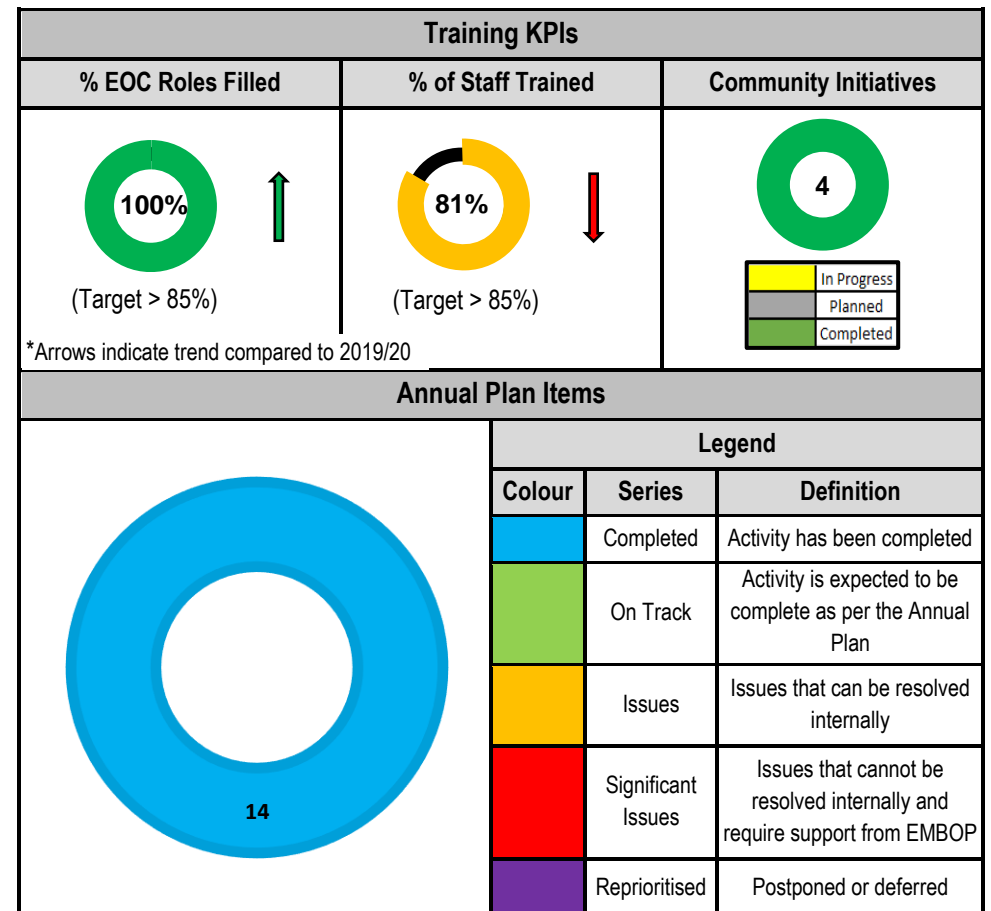 Training KPIs
% EOC Roles Filled
% of Staff Trained
Community Initiatives
100%
81%
4
(Target > 85%)
(Target > 85%)
In Progress
Planned
Completed
*Arrows indicate trend compared to 2019/20
Annual Plan Items
Legend
Colour Series Definition
Completed Activity has been completed
On Track
Activity is expected to be
complete as per the Annual
Plan
Issues
Issues that can be resolved
internally
Significant
Issues
Issues that cannot be
resolved internally and
require support from EMBOP
Reprioritised Postponed or deferred
14